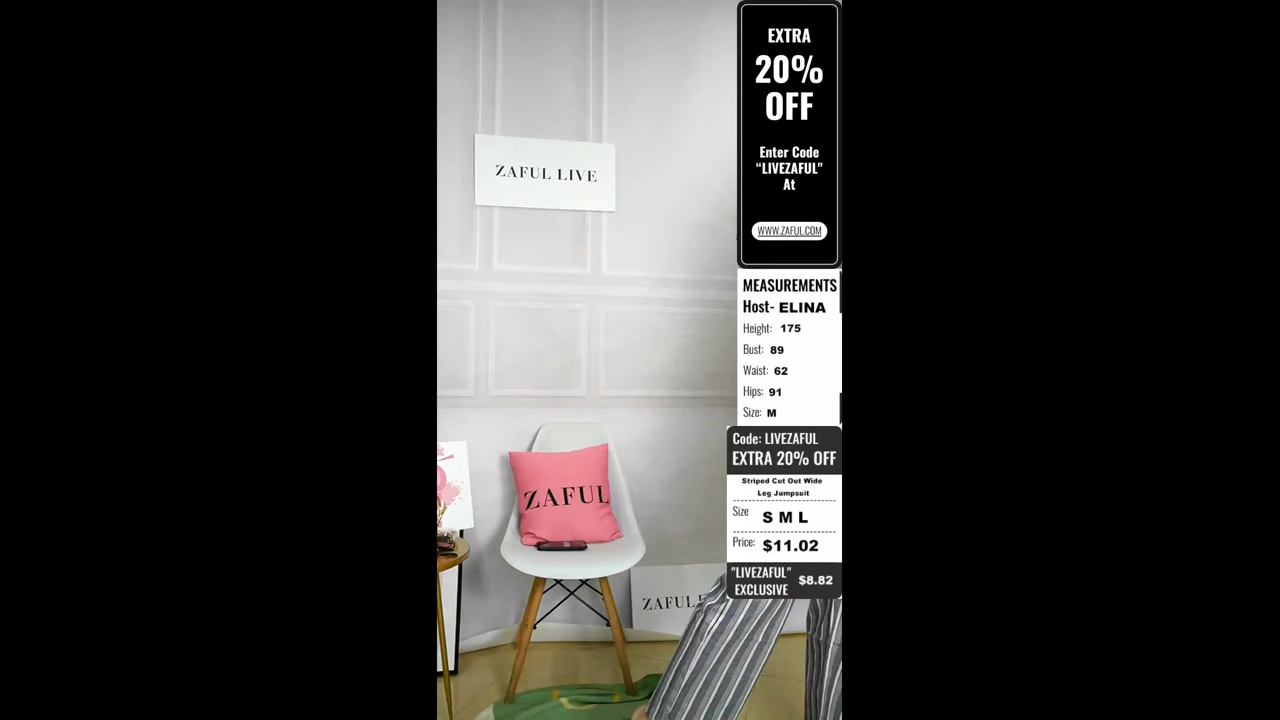 EXTRA
20%
OFF
Enter Code
“LIVEZAFUL”
At
WWW.ZAFUL.COM
ZAFUL LIVE
MEASUREMENTS
Host- ELINA
Height: 175
Bust: 89
Waist: 62
Hips: 91
Size: M
Code: LIVEZAFUL
EXTRA 20% OFF
Striped Cut Out Wide
Leg Jumpsuit
Size S M L
Price: $11.02
"LIVEZAFUL"
EXCLUSIVE $8.82
ZAFUL
ZAFUL